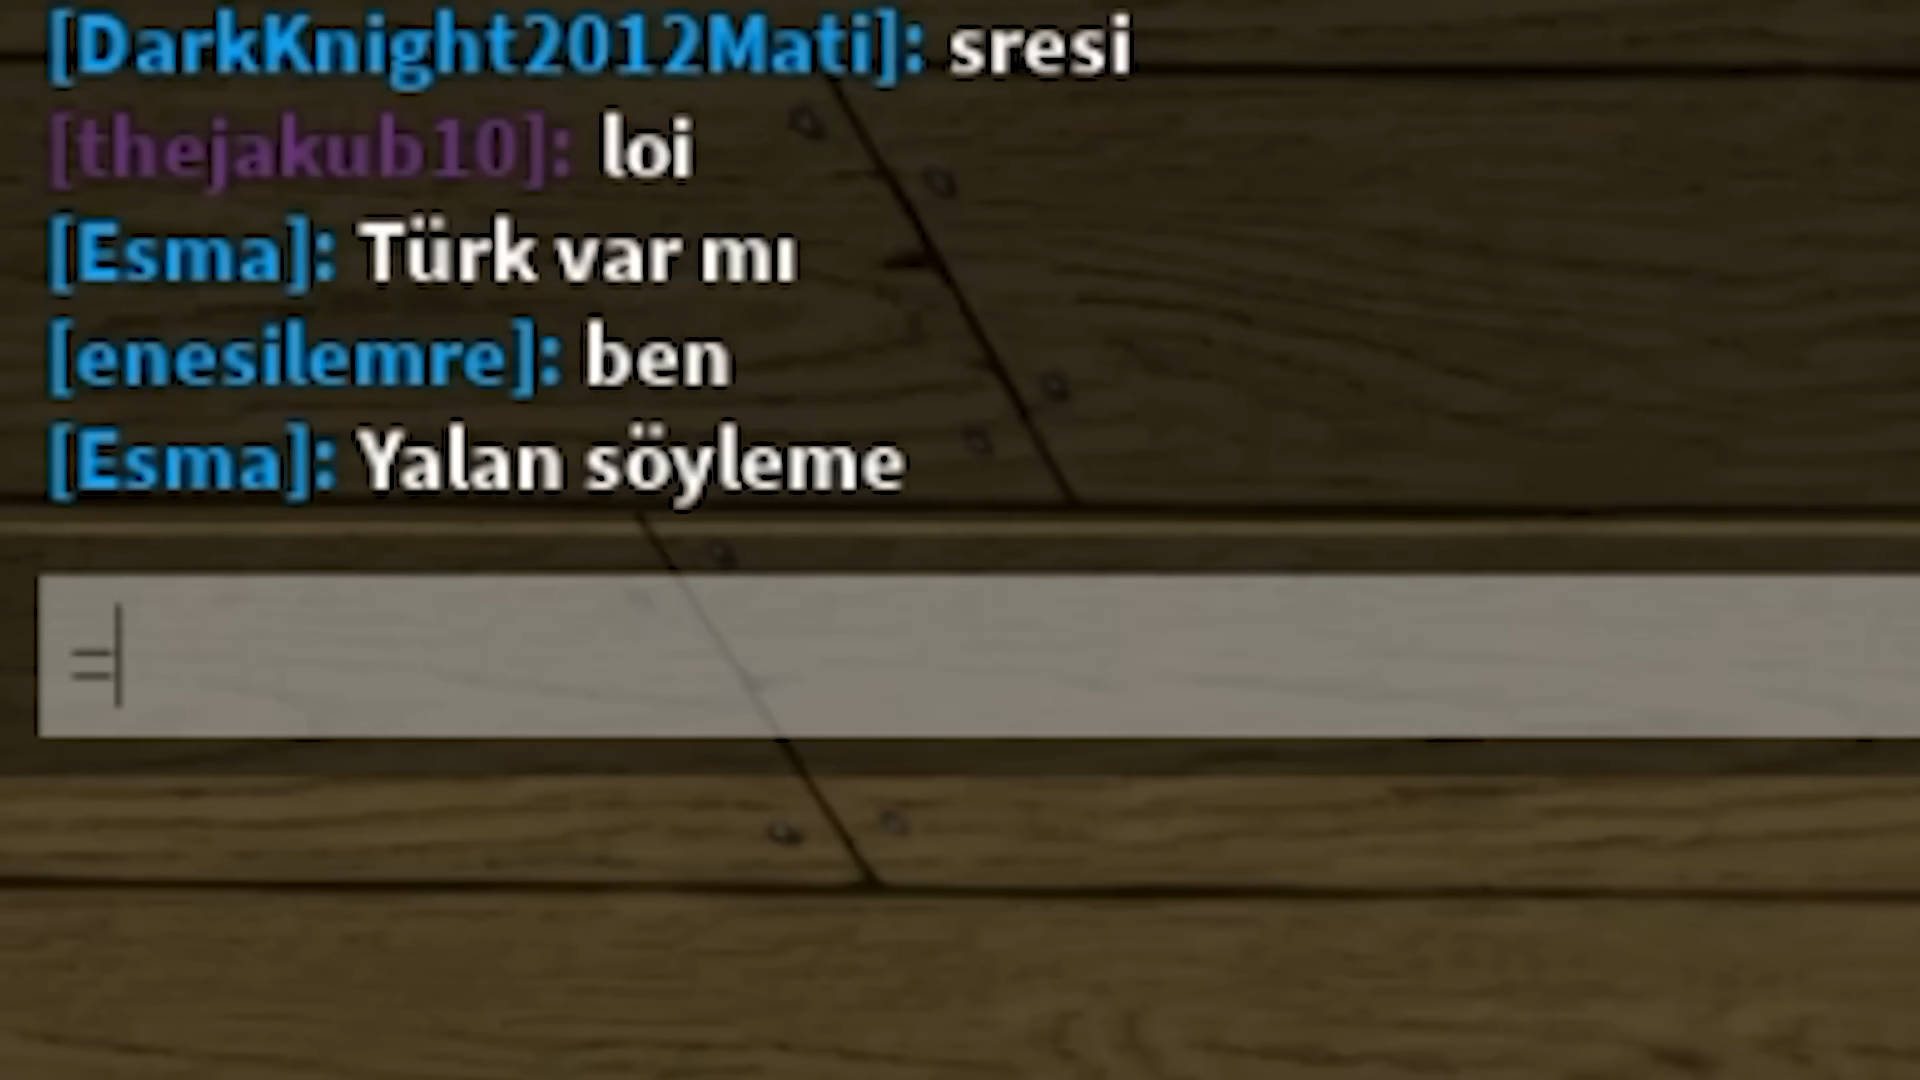 [DarkKnight2012Mati]: sresi
[thejakub10]: loi
[Esma]: Türk var mı
[enesilemre]: ben
[Esma]: Yalan söyleme
=